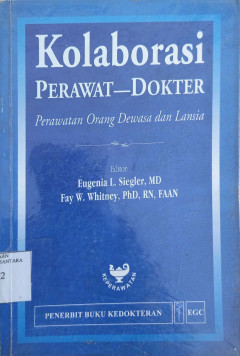 Kolaborasi
PERAWAT—DOKTER
Perawatan Orang Dewasa dan Lansia
Editor
Eugenia L. Siegler, MD
Fay W. Whitney, PhD, RN, FAAN
KEPERAWATAN
PENERBIT BUKU KEDOKTERAN
EGC